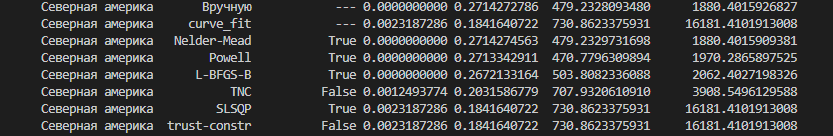 Северная америка Вручную --- 0.0000000000 0.2714272786 479.2328093480 1880.4015926827
Северная америка curve_fit --- 0.0023187286 0.1841640722 730.8623375931 16181.4101913008
Северная америка Nelder-Mead True 0.0000000000 0.2714274563 479.2329731698 1880.4015909381
Северная америка Powell True 0.0000000000 0.2713342911 470.7796309894 1970.2865897525
Северная америка L-BFGS-B True 0.0000000000 0.2672133164 503.8082336088 2062.4027198326
Северная америка TNC False 0.0012493774 0.2031586779 707.9320610910 3908.5496129588
Северная америка SLSQP True 0.0023187286 0.1841640722 730.8623375931 16181.4101913008
Северная америка trust-constr False 0.0023187286 0.1841640722 730.8623375931 16181.4101913008